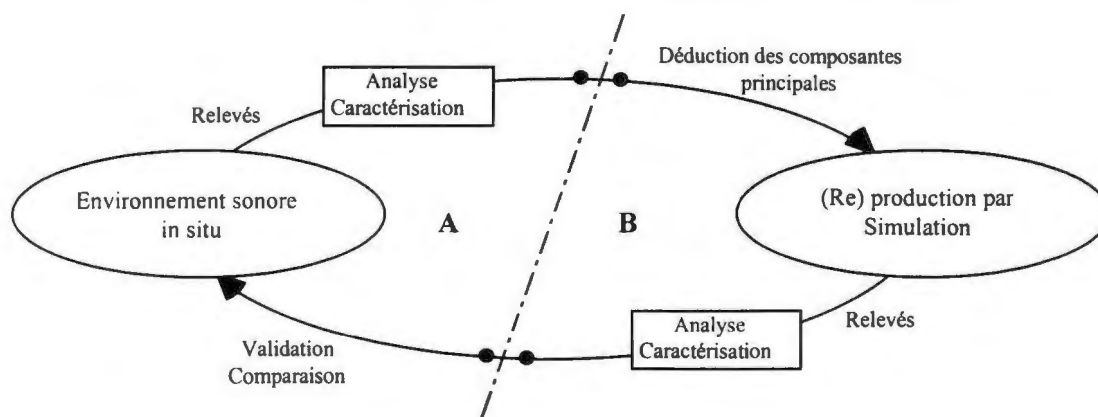 Déduction des composantes
principales
Analyse
Caractérisation
Relevés
Environnement sonore
in situ
A
B
(Re) production par
Simulation
Relevés
Analyse
Caractérisation
Validation
Comparaison